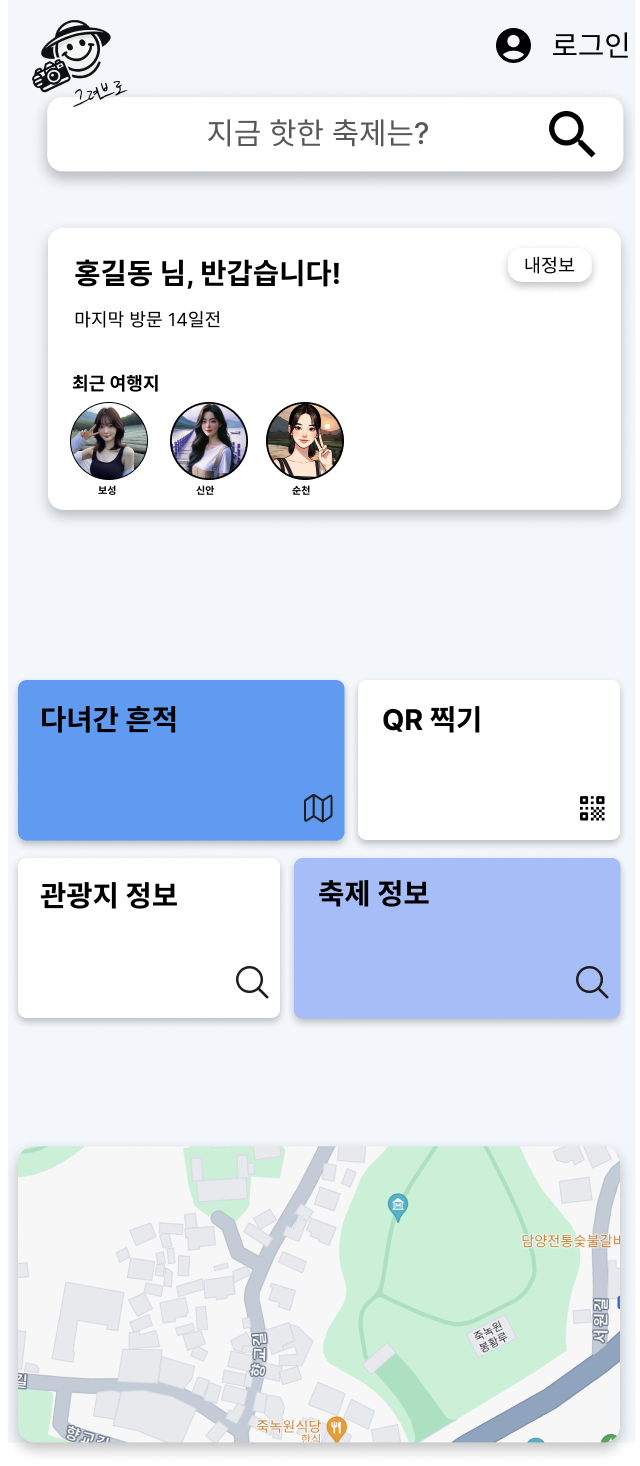 로그인
그려브로
지금 핫한 축제는?
홍길동 님, 반갑습니다!
내정보
마지막 방문 14일전
최근 여행지
보성
신안
순천
다녀간 흔적
QR 찍기
관광지 정보
축제 정보
담양전통숯불갈비
서원길
죽녹원
봉황루
향교길
길
죽녹원식당
한식
향교길